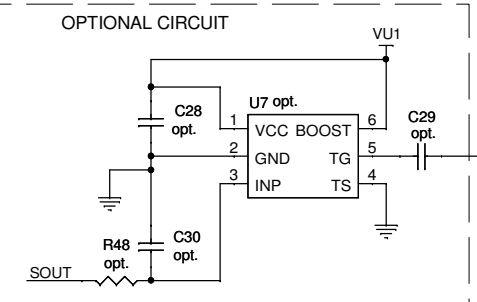 OPTIONAL CIRCUIT
VU1
U7 opt.
C28
opt.
C29
opt.
1
VCC BOOST
6
2
GND
TG
5
3
INP
TS
4
R48
opt.
C30
opt.
SOUT